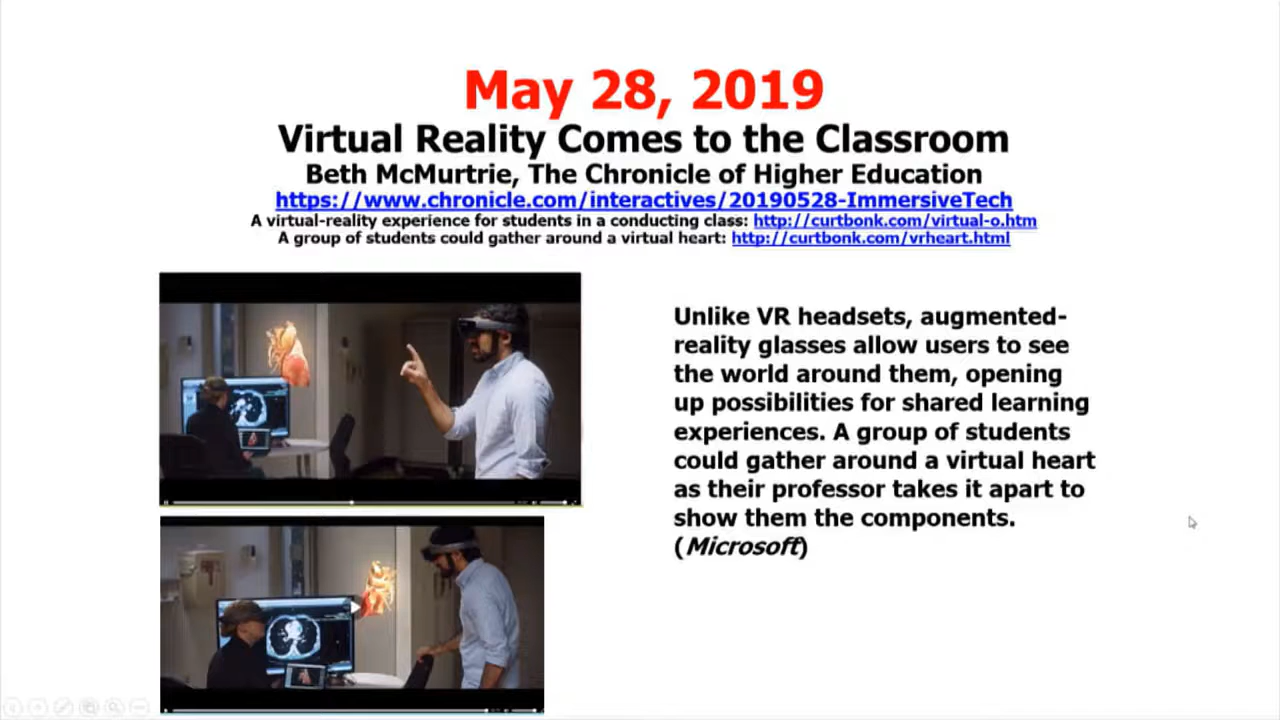 May 28, 2019
Virtual Reality Comes to the Classroom
Beth McMurtrie, The Chronicle of Higher Education
https://www.chronicle.com/interactives/20190528-ImmersiveTech
A virtual-reality experience for students in a conducting class: http://curtbonk.com/virtual-o.htm
A group of students could gather around a virtual heart: http://curtbonk.com/vrheart.html
Unlike VR headsets, augmented-
reality glasses allow users to see
the world around them, opening
up possibilities for shared learning
experiences. A group of students
could gather around a virtual heart
as their professor takes it apart to
show them the components.
(Microsoft)